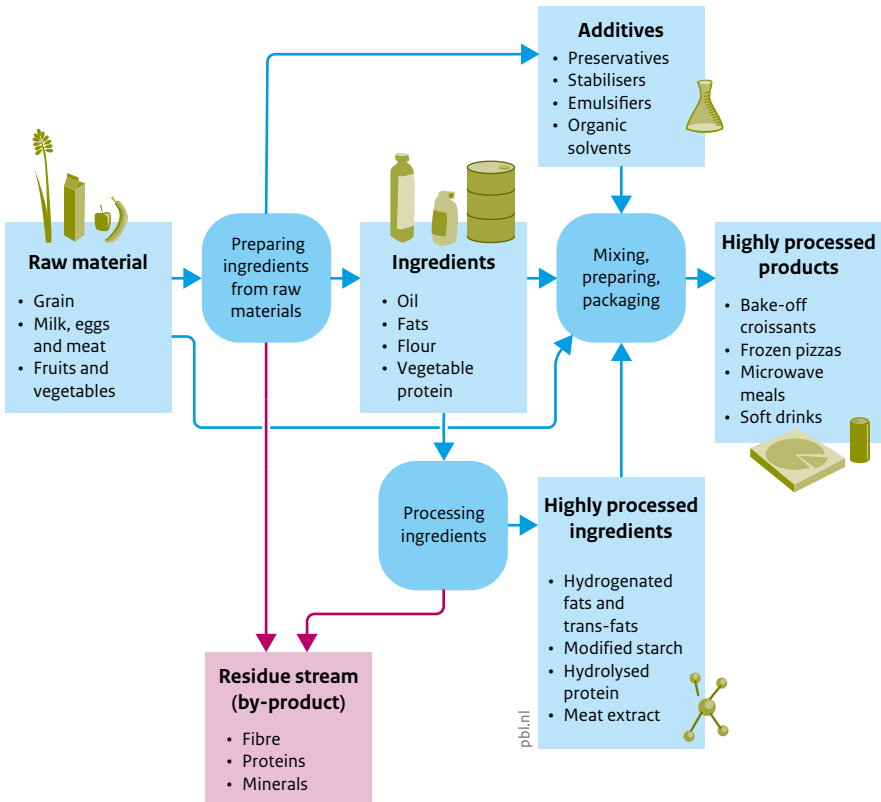 Additives
• Preservatives
• Stabilisers
• Emulsifiers
• Organic
solvents
Raw material
• Grain
• Milk, eggs
and meat
• Fruits and
vegetables
Preparing
ingredients
from raw
materials
Ingredients
• Oil
• Fats
• Flour
• Vegetable
protein
Mixing,
preparing,
packaging
Highly processed
products
• Bake-off
croissants
• Frozen pizzas
• Microwave
meals
• Soft drinks
Processing
ingredients
Highly processed
ingredients
• Hydrogenated
fats and
trans-fats
• Modified starch
• Hydrolysed
protein
• Meat extract
Residue stream
(by-product)
• Fibre
• Proteins
• Minerals
pbl.nl